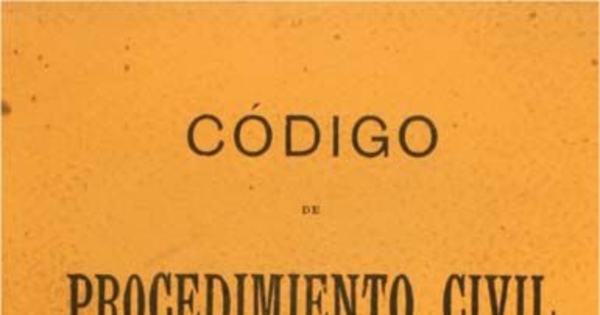 CÓDIGO
DE
PROCEDIMIENTO CIVIL